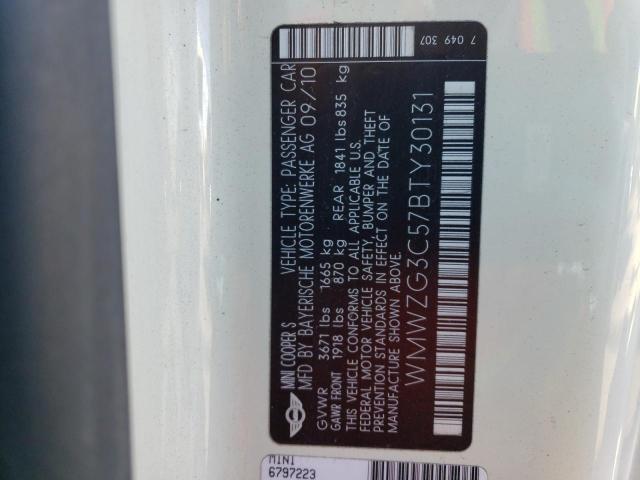 MINI COOPER S VEHICLE TYPE: PASSENGER CAR
MFD BY BAYERISCHE MOTORENWERKE AG 09/10
GVWR 3671 lbs 1665 kg
GAWR FRONT 1918 lbs 870 kg REAR 1841 lbs 835 kg
THIS VEHICLE CONFORMS TO ALL APPLICABLE U.S.
FEDERAL MOTOR VEHICLE SAFETY, BUMPER AND THEFT
PREVENTION STANDARDS IN EFFECT ON THE DATE OF
MANUFACTURE SHOWN ABOVE.
WMWZG3C57BTY30131
7 049 307
MINI
6797223